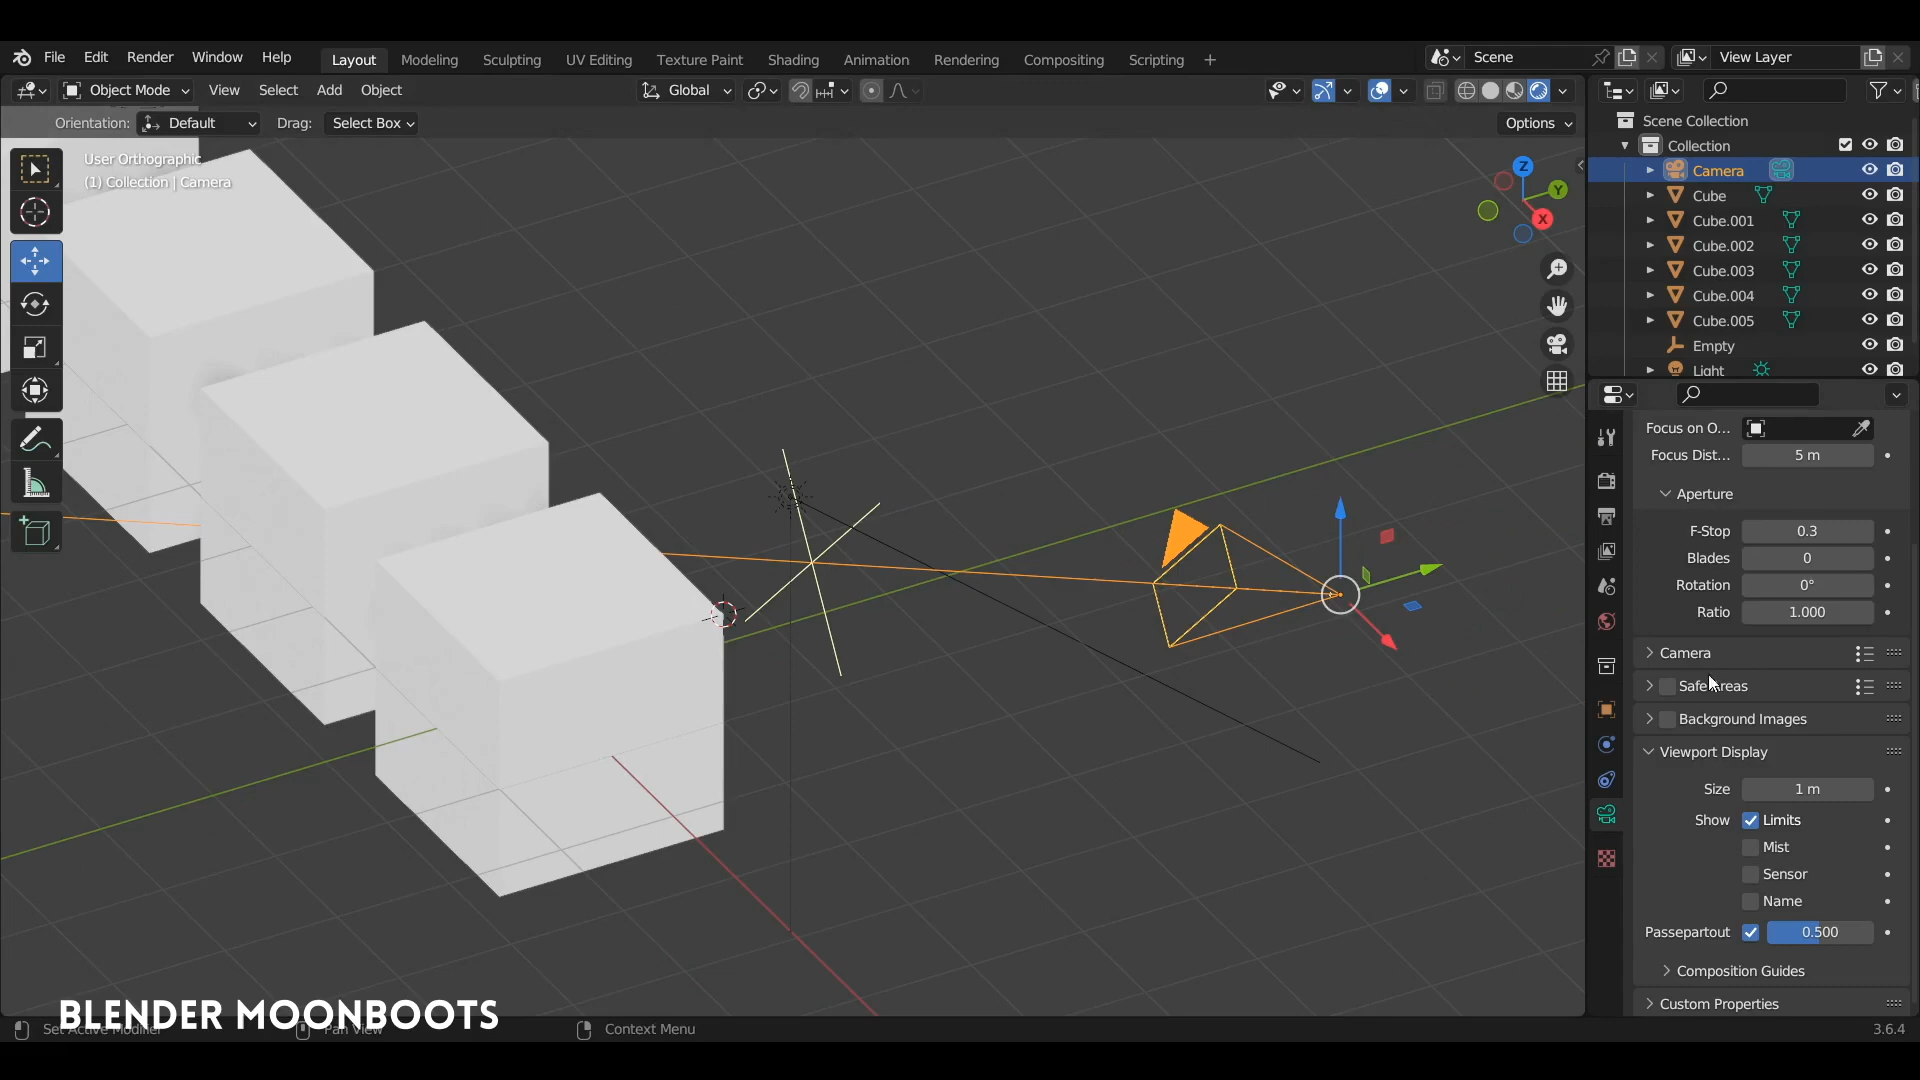 File Edit Render Window Help Layout Modeling Sculpting UV Editing Texture Paint Shading Animation Rendering Compositing Scripting + Scene View Layer
Object Mode View Select Add Object Global
Orientation: Default Drag: Select Box Options
User Orthographic
(1) Collection | Camera
Z
Y
X
Scene Collection
Collection
Camera
Cube
Cube.001
Cube.002
Cube.003
Cube.004
Cube.005
Empty
Light
Focus on O...
Focus Dist... 5 m
Aperture
F-Stop 0.3
Blades 0
Rotation 0°
Ratio 1.000
Camera
Safe Areas
Background Images
Viewport Display
Size 1 m
Show Limits
Mist
Sensor
Name
Passepartout 0.500
Composition Guides
Custom Properties
BLENDER MOONBOOTS
Set Active Modifier Pan View Context Menu 3.6.4